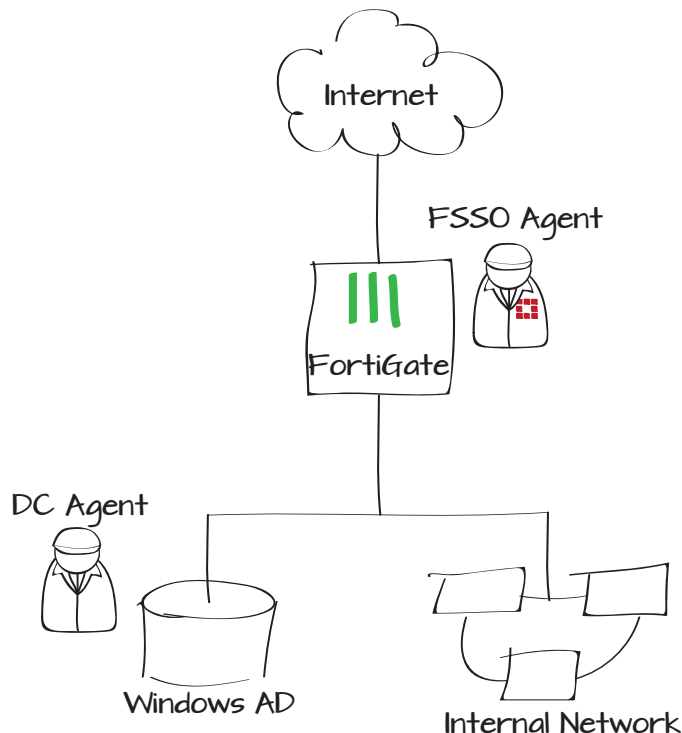 Internet
FSSO Agent
FortiGate
DC Agent
Windows AD
Internal Network